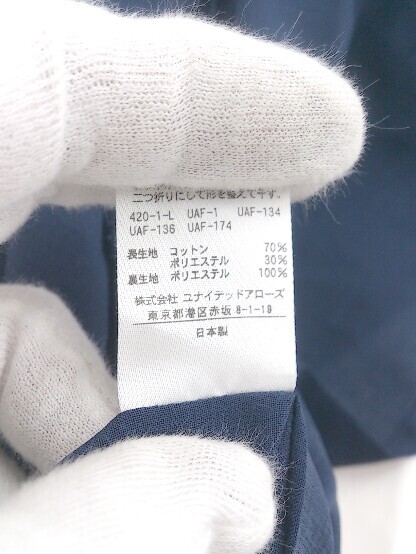 二つ折りにして形を整えて干す。
420-1-L UAF-1 UAF-134
UAF-136 UAF-174
表生地 コットン 70%
ポリエステル 30%
裏生地 ポリエステル 100%
株式会社 ユナイテッドアローズ
東京都港区赤坂 8-1-19
日本製